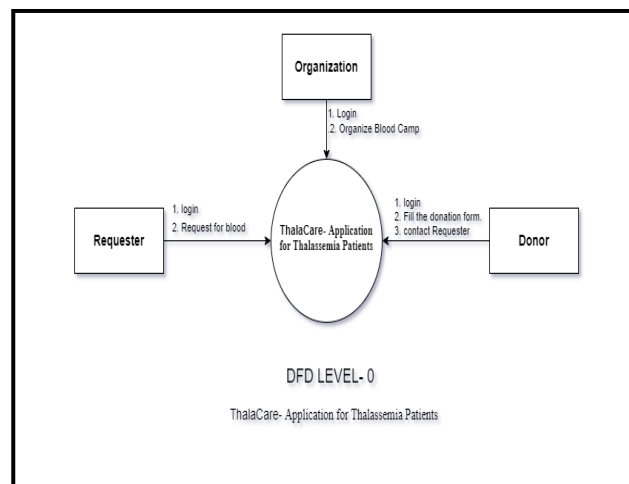 Organization
1. Login
2. Organize Blood Camp
1. login
2. Request for blood
Requester
ThalaCare- Application
for Thalassemia Patients
1. login
2. Fill the donation form.
3. contact Requester
Donor
DFD LEVEL- 0
ThalaCare- Application for Thalassemia Patients